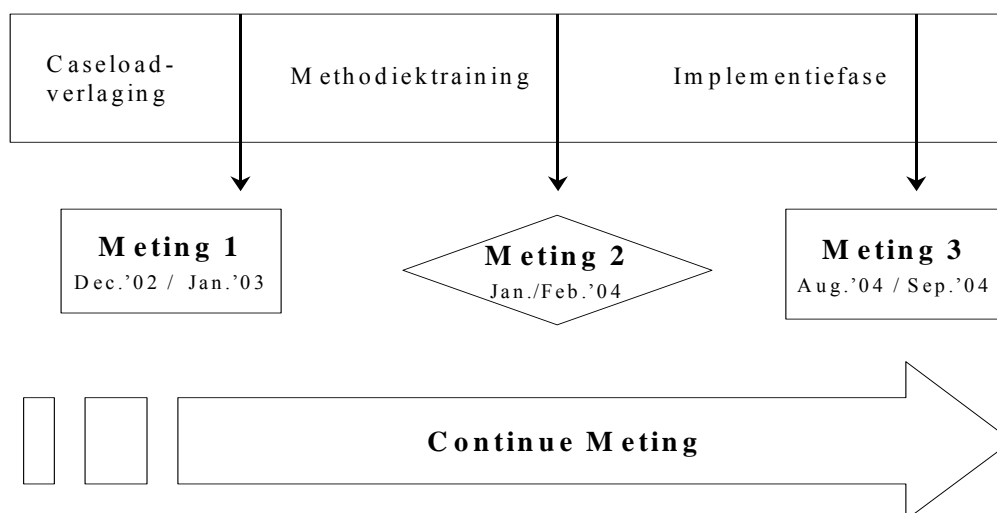 Caseload-
verlaging
Methodiektraining
Implementiefase
Meting 1
Dec.’02 / Jan.’03
Meting 2
Jan./Feb.’04
Meting 3
Aug.’04 / Sep.’04
Continue Meting